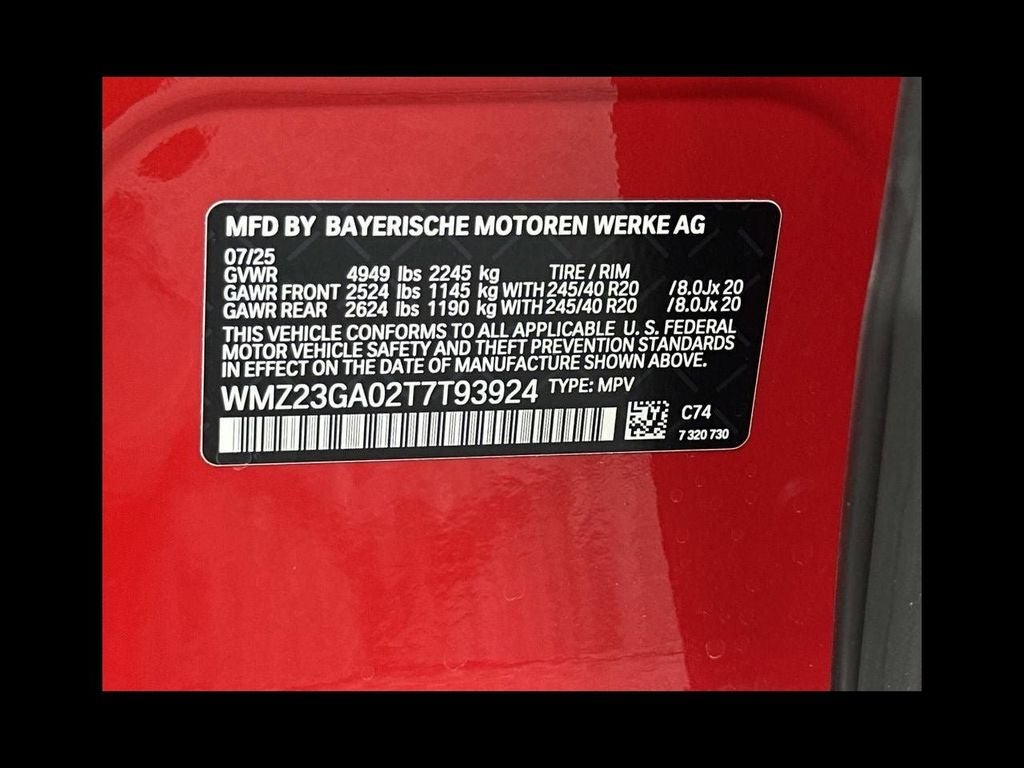 MFD BY BAYERISCHE MOTOREN WERKE AG
07/25
GVWR 4949 lbs 2245 kg TIRE / RIM
GAWR FRONT 2524 lbs 1145 kg WITH 245/40 R20 /8.0Jx 20
GAWR REAR 2624 lbs 1190 kg WITH 245/40 R20 /8.0Jx 20
THIS VEHICLE CONFORMS TO ALL APPLICABLE U. S. FEDERAL
MOTOR VEHICLE SAFETY AND THEFT PREVENTION STANDARDS
IN EFFECT ON THE DATE OF MANUFACTURE SHOWN ABOVE.
WMZ23GA02T7T93924 TYPE: MPV
C74
7 320 730